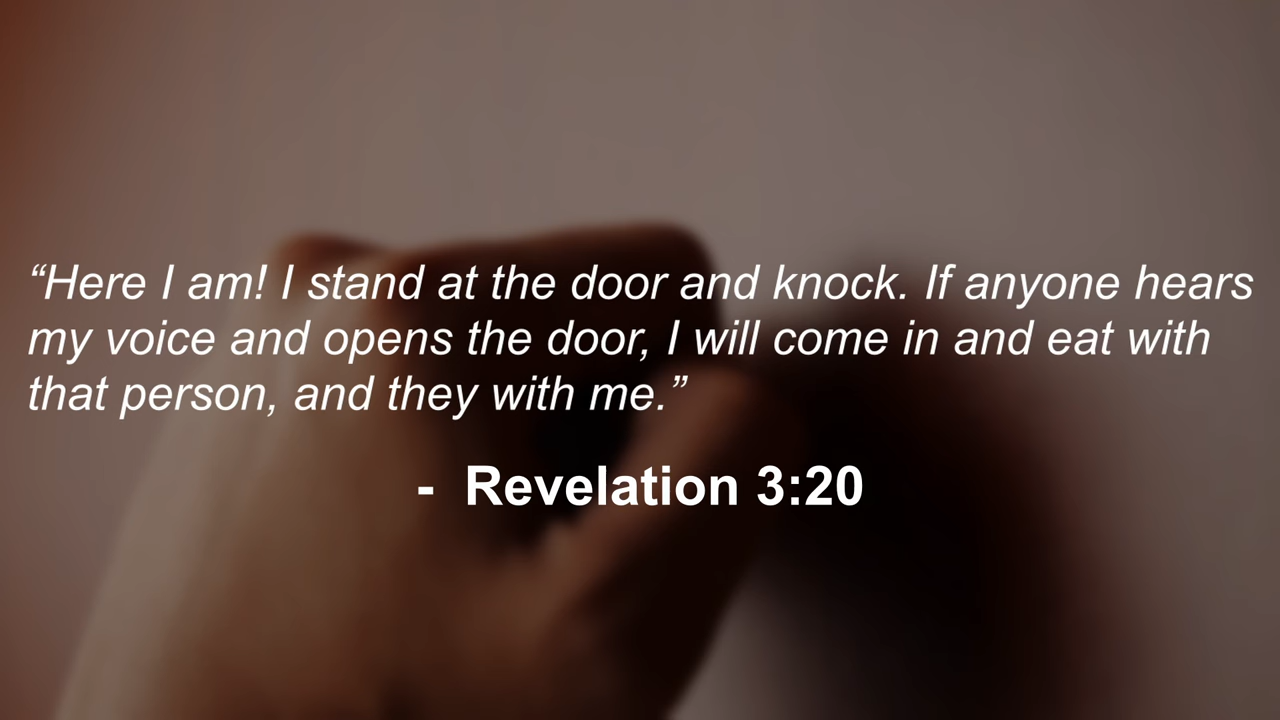 “Here I am! I stand at the door and knock. If anyone hears
my voice and opens the door, I will come in and eat with
that person, and they with me.”
- Revelation 3:20